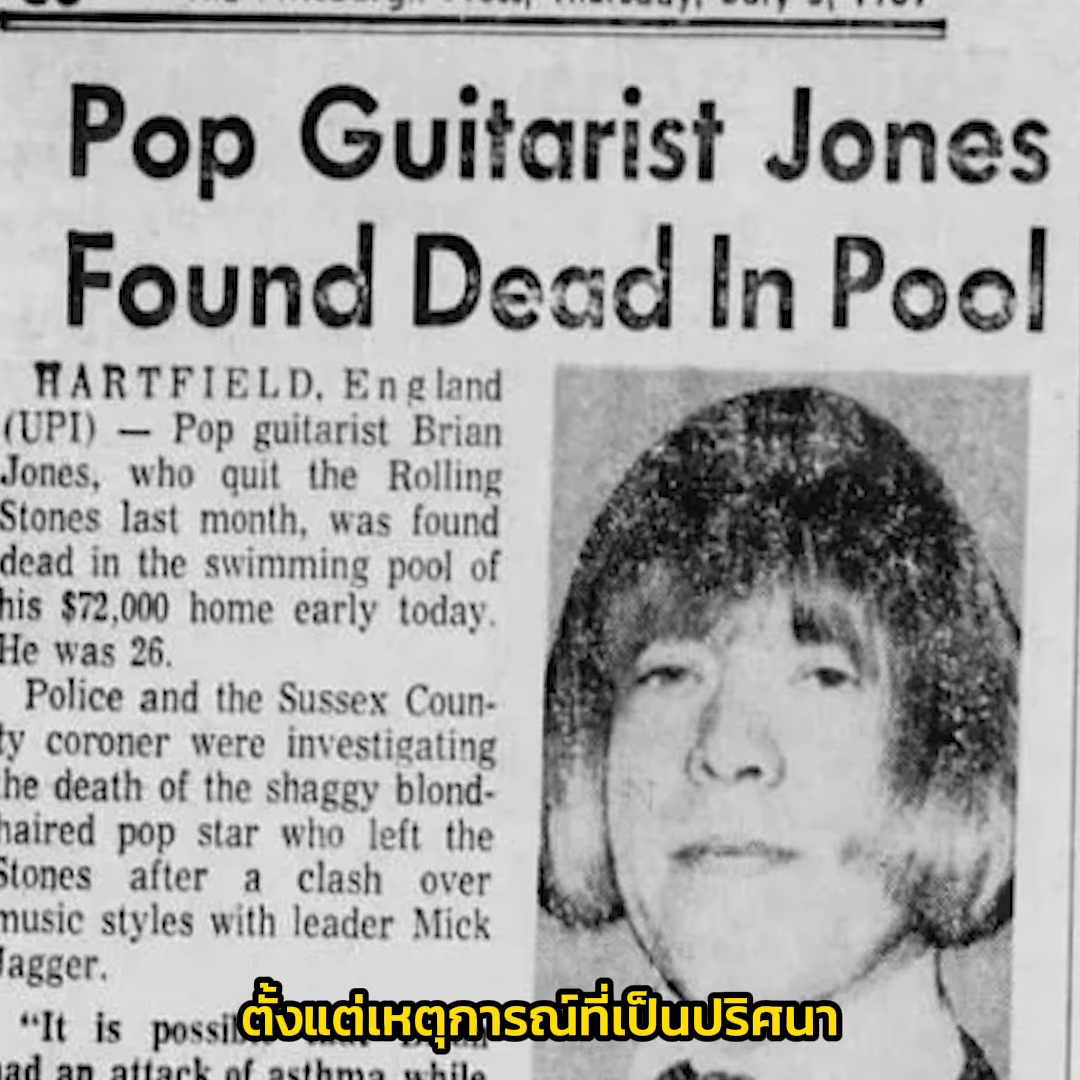 Pop Guitarist Jones
Found Dead In Pool
HARTFIELD, England
(UPI) — Pop guitarist Brian
Jones, who quit the Rolling
Stones last month, was found
dead in the swimming pool of
his $72,000 home early today.
He was 26.
Police and the Sussex Coun-
ty coroner were investigating
the death of the shaggy blond-
haired pop star who left the
Stones after a clash over
music styles with leader Mick
Jagger.
"It is
had an attack of asthma while
ตั้งแต่เหตุการณ์ที่เป็นปริศนา